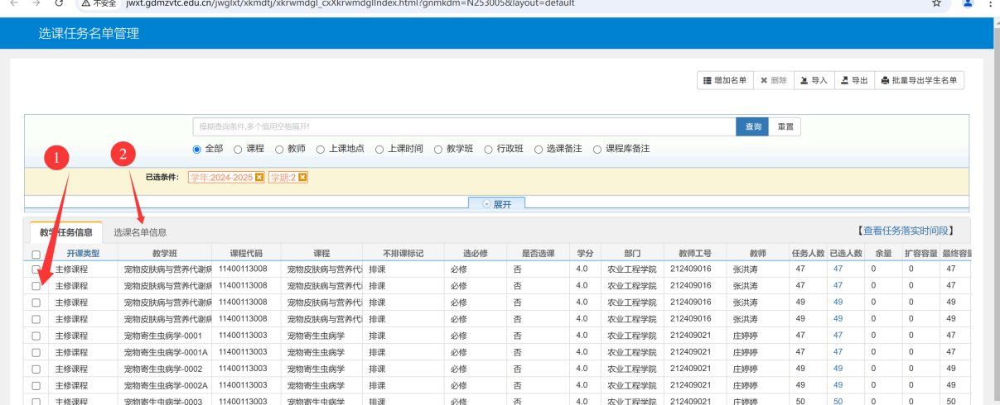 不安全 jwxt.gdmzvtc.edu.cn/jwglxt/xkmdtj/xkrwmdgl_cxXkrwmdglIndex.html?gnmkdm=N253005&layout=default
选课任务名单管理
增加名单 删除 导入 导出 批量导出学生名单
模糊查询条件,多个值用空格隔开! 查询 重置
全部 课程 教师 上课地点 上课时间 教学班 行政班 选课备注 课程库备注
1 2
已选条件: 学年:2024-2025 学期:2
展开
教学任务信息 选课名单信息 【查看任务落实时间段】
开课类型 教学班 课程代码 课程 不排课标记 选必修 是否选课 学分 部门 教师工号 教师 任务人数 已选人数 余量 扩容容量 最终容量
主修课程 宠物皮肤病与营养代谢病 11400113008 宠物皮肤病与营养代 排课 必修 否 4.0 农业工程学院 212409016 张洪涛 47 47 0 0 47
主修课程 宠物皮肤病与营养代谢病 11400113008 宠物皮肤病与营养代 排课 必修 否 4.0 农业工程学院 212409016 张洪涛 47 47 0 0 47
主修课程 宠物皮肤病与营养代谢病 11400113008 宠物皮肤病与营养代 排课 必修 否 4.0 农业工程学院 212409016 张洪涛 49 49 0 0 49
主修课程 宠物皮肤病与营养代谢病 11400113008 宠物皮肤病与营养代 排课 必修 否 4.0 农业工程学院 212409016 张洪涛 49 49 0 0 49
主修课程 宠物寄生虫病学-0001 11400113003 宠物寄生虫病学 排课 必修 否 4.0 农业工程学院 212409021 庄婷婷 47 47 0 0 47
主修课程 宠物寄生虫病学-0001A 11400113003 宠物寄生虫病学 排课 必修 否 4.0 农业工程学院 212409021 庄婷婷 47 47 0 0 47
主修课程 宠物寄生虫病学-0002 11400113003 宠物寄生虫病学 排课 必修 否 4.0 农业工程学院 212409021 庄婷婷 49 49 0 0 49
主修课程 宠物寄生虫病学-0002A 11400113003 宠物寄生虫病学 排课 必修 否 4.0 农业工程学院 212409021 庄婷婷 49 49 0 0 49
主修课程 宠物寄生虫病学-0003 11400113003 宠物寄生虫病学 排课 必修 否 4.0 农业工程学院 212409021 庄婷婷 50 50 0 0 50